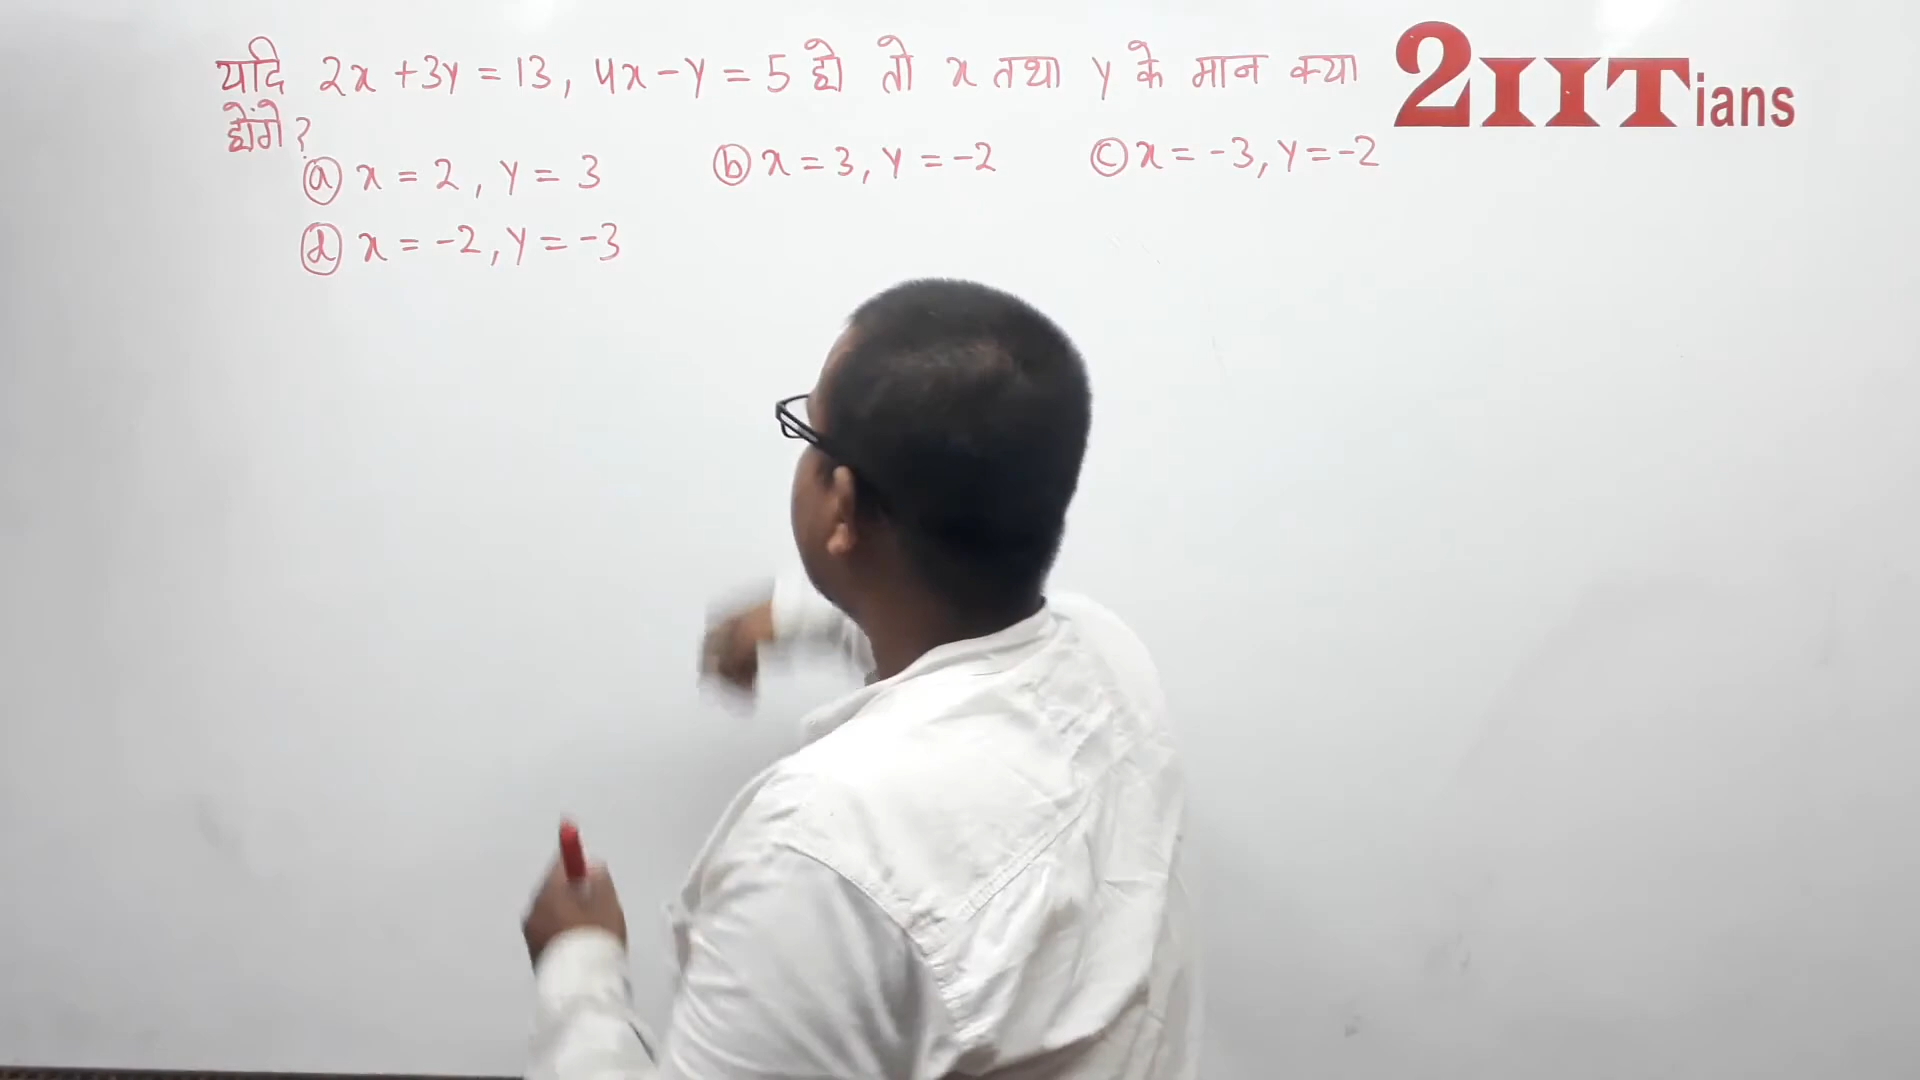 यदि 2x + 3y = 13, 4x - y = 5 हो तो x तथा y के मान क्या
होंगे ?
ⓐ x = 2, y = 3 ⓑ x = 3, y = -2 ⓒ x = -3, y = -2
ⓓ x = -2, y = -3
2IITians